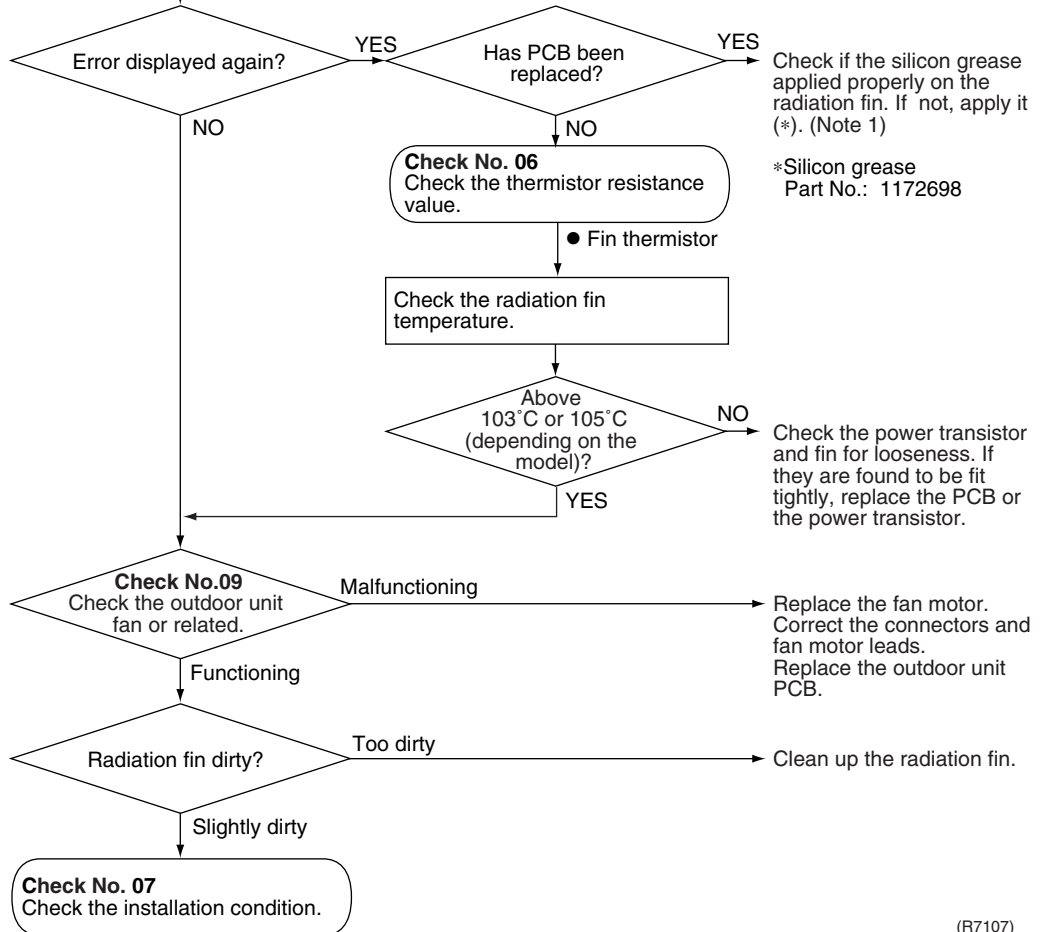 Error displayed again?
YES
Has PCB been
replaced?
YES
Check if the silicon grease
applied properly on the
radiation fin. If not, apply it
(*). (Note 1)
*Silicon grease
Part No.: 1172698
NO
NO
Check No. 06
Check the thermistor resistance
value.
● Fin thermistor
Check the radiation fin
temperature.
Above
103˚C or 105˚C
(depending on the
model)?
NO
Check the power transistor
and fin for looseness. If
they are found to be fit
tightly, replace the PCB or
the power transistor.
YES
Check No.09
Check the outdoor unit
fan or related.
Malfunctioning
Replace the fan motor.
Correct the connectors and
fan motor leads.
Replace the outdoor unit
PCB.
Functioning
Radiation fin dirty?
Too dirty
Clean up the radiation fin.
Slightly dirty
Check No. 07
Check the installation condition.
(R7107)